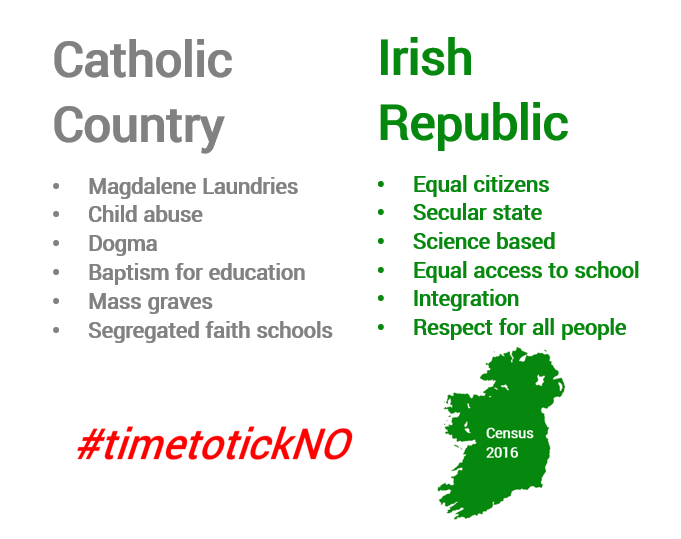 Catholic
Country
• Magdalene Laundries
• Child abuse
• Dogma
• Baptism for education
• Mass graves
• Segregated faith schools
Irish
Republic
• Equal citizens
• Secular state
• Science based
• Equal access to school
• Integration
• Respect for all people
#timetotickNO
Census
2016